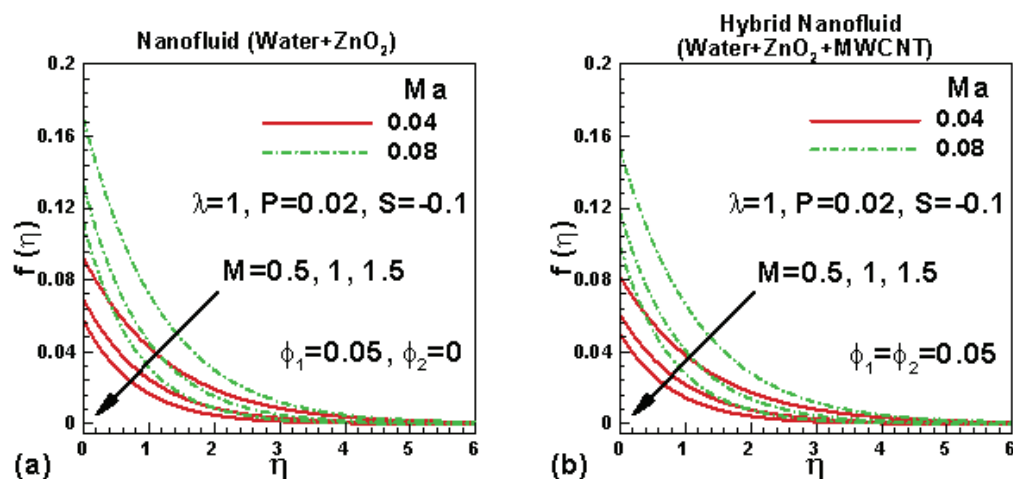 Nanofluid (Water+ZnO₂)
0.2
0.16
0.12
0.08
0.04
0
f (η)
Ma
0.04
0.08
λ=1, P=0.02, S=-0.1
M=0.5, 1, 1.5
ϕ₁=0.05, ϕ₂=0
0 1 2 3 4 5 6
(a)
η
Hybrid Nanofluid
(Water+ZnO₂+MWCNT)
0.2
0.16
0.12
0.08
0.04
0
f (η)
Ma
0.04
0.08
λ=1, P=0.02, S=-0.1
M=0.5, 1, 1.5
ϕ₁=ϕ₂=0.05
0 1 2 3 4 5 6
(b)
η